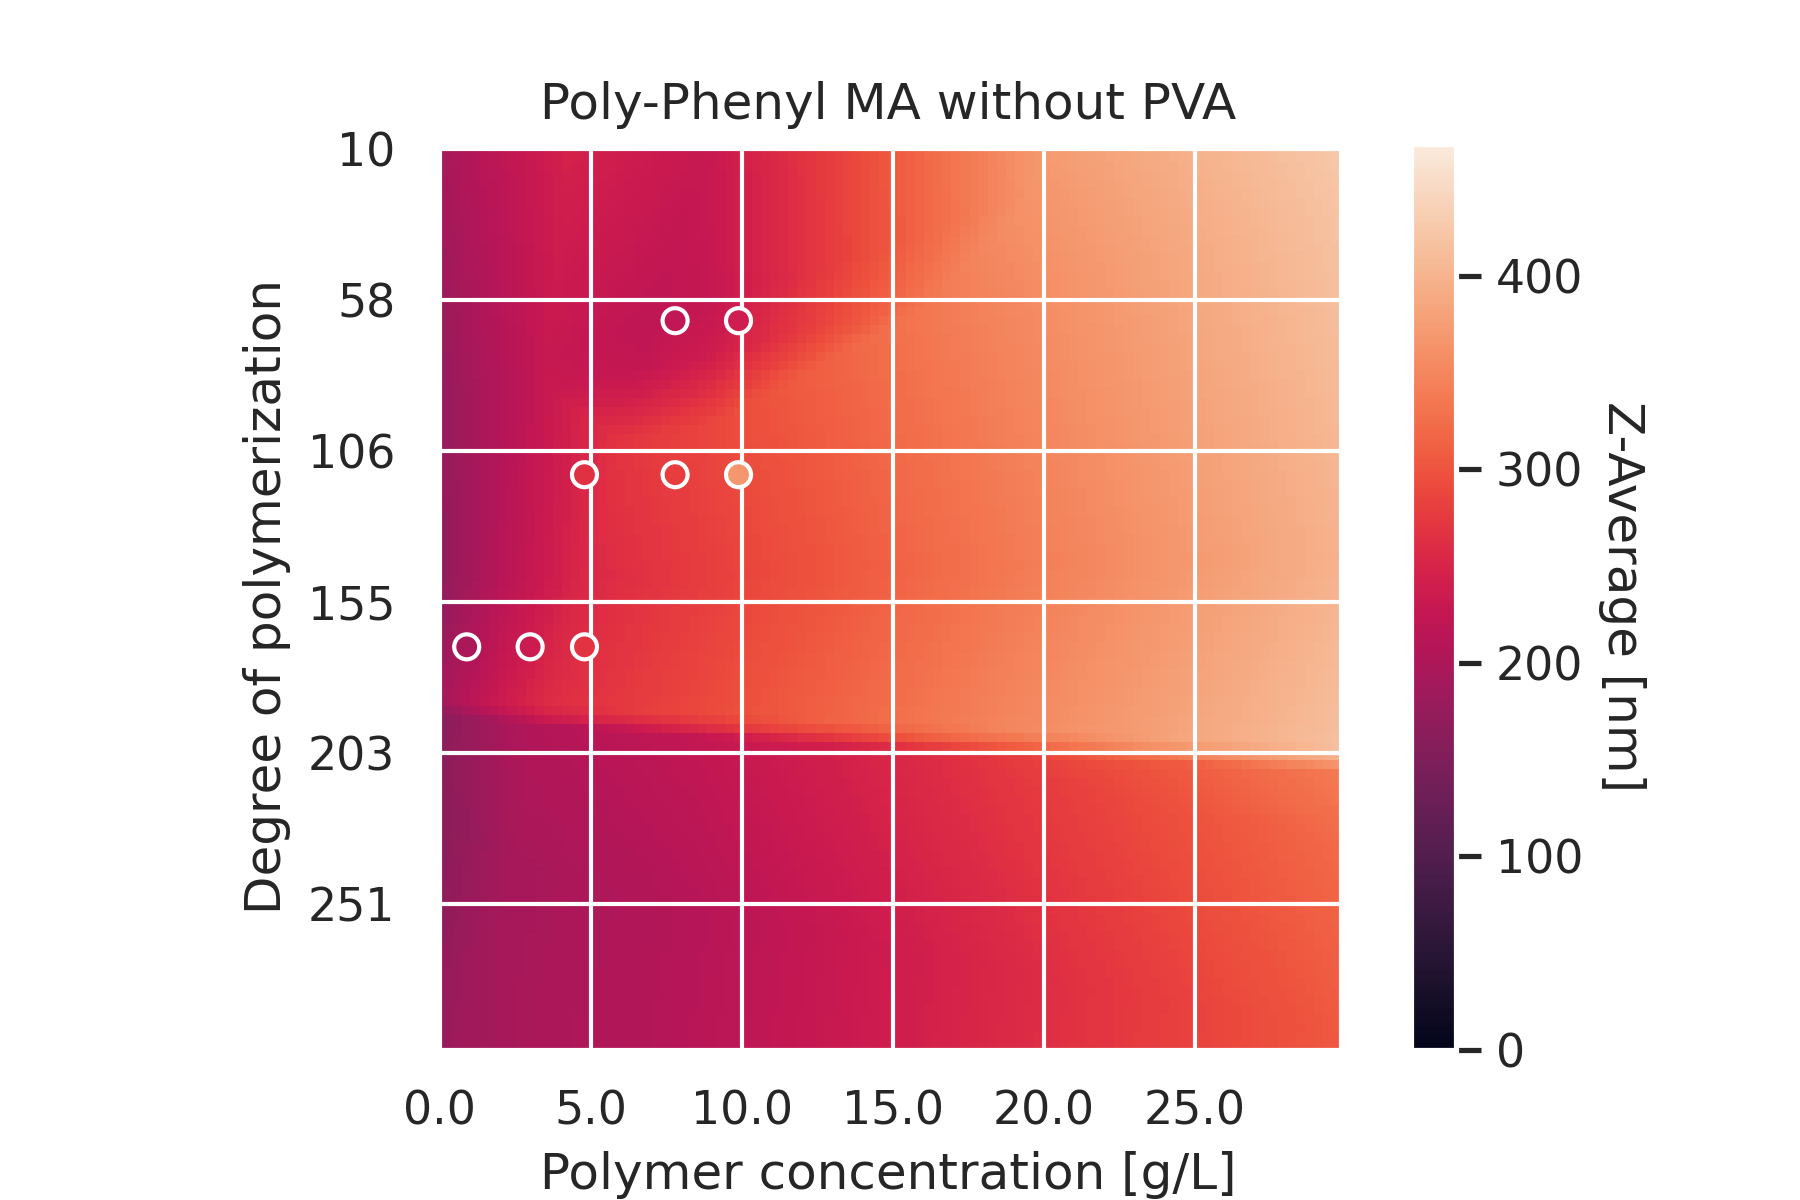 Poly-Phenyl MA without PVA
10
58
106
155
203
251
Degree of polymerization
0.0 5.0 10.0 15.0 20.0 25.0
Polymer concentration [g/L]
400
300
200
100
0
Z-Average [nm]